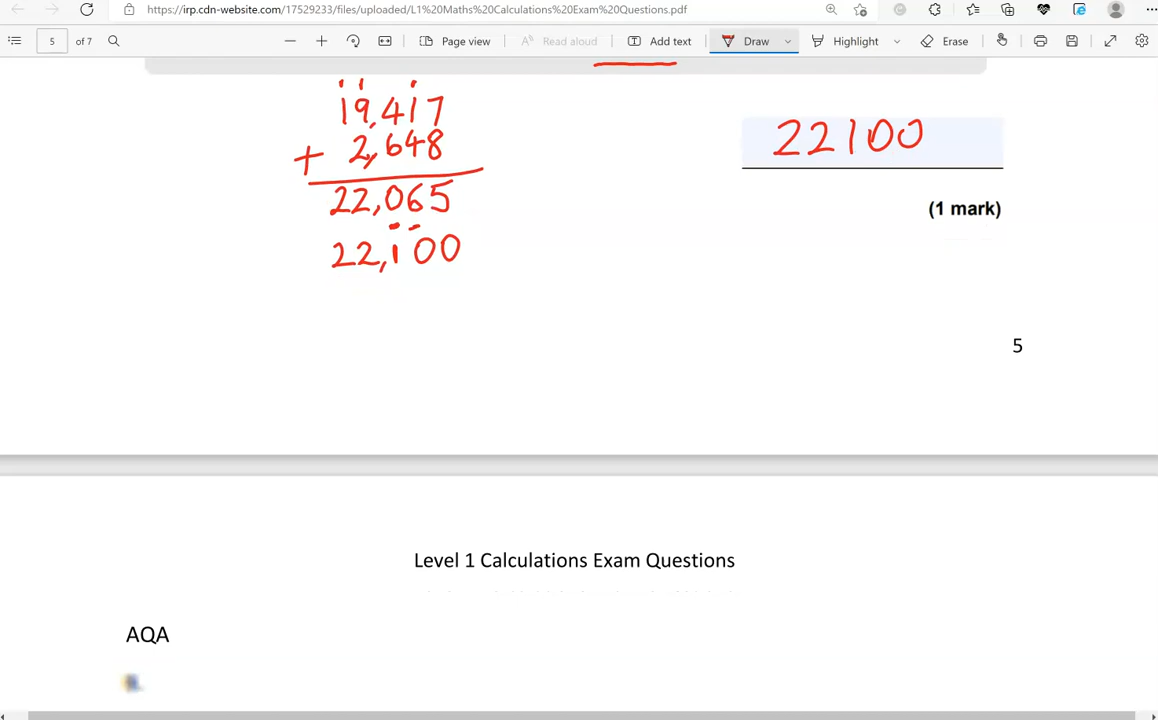 https://irp.cdn-website.com/17529233/files/uploaded/L1%20Maths%20Calculations%20Exam%20Questions.pdf
5 of 7 Page view Read aloud Add text Draw Highlight Erase
19,417
+ 2,648
22,065
22,100
22100
(1 mark)
5
Level 1 Calculations Exam Questions
AQA